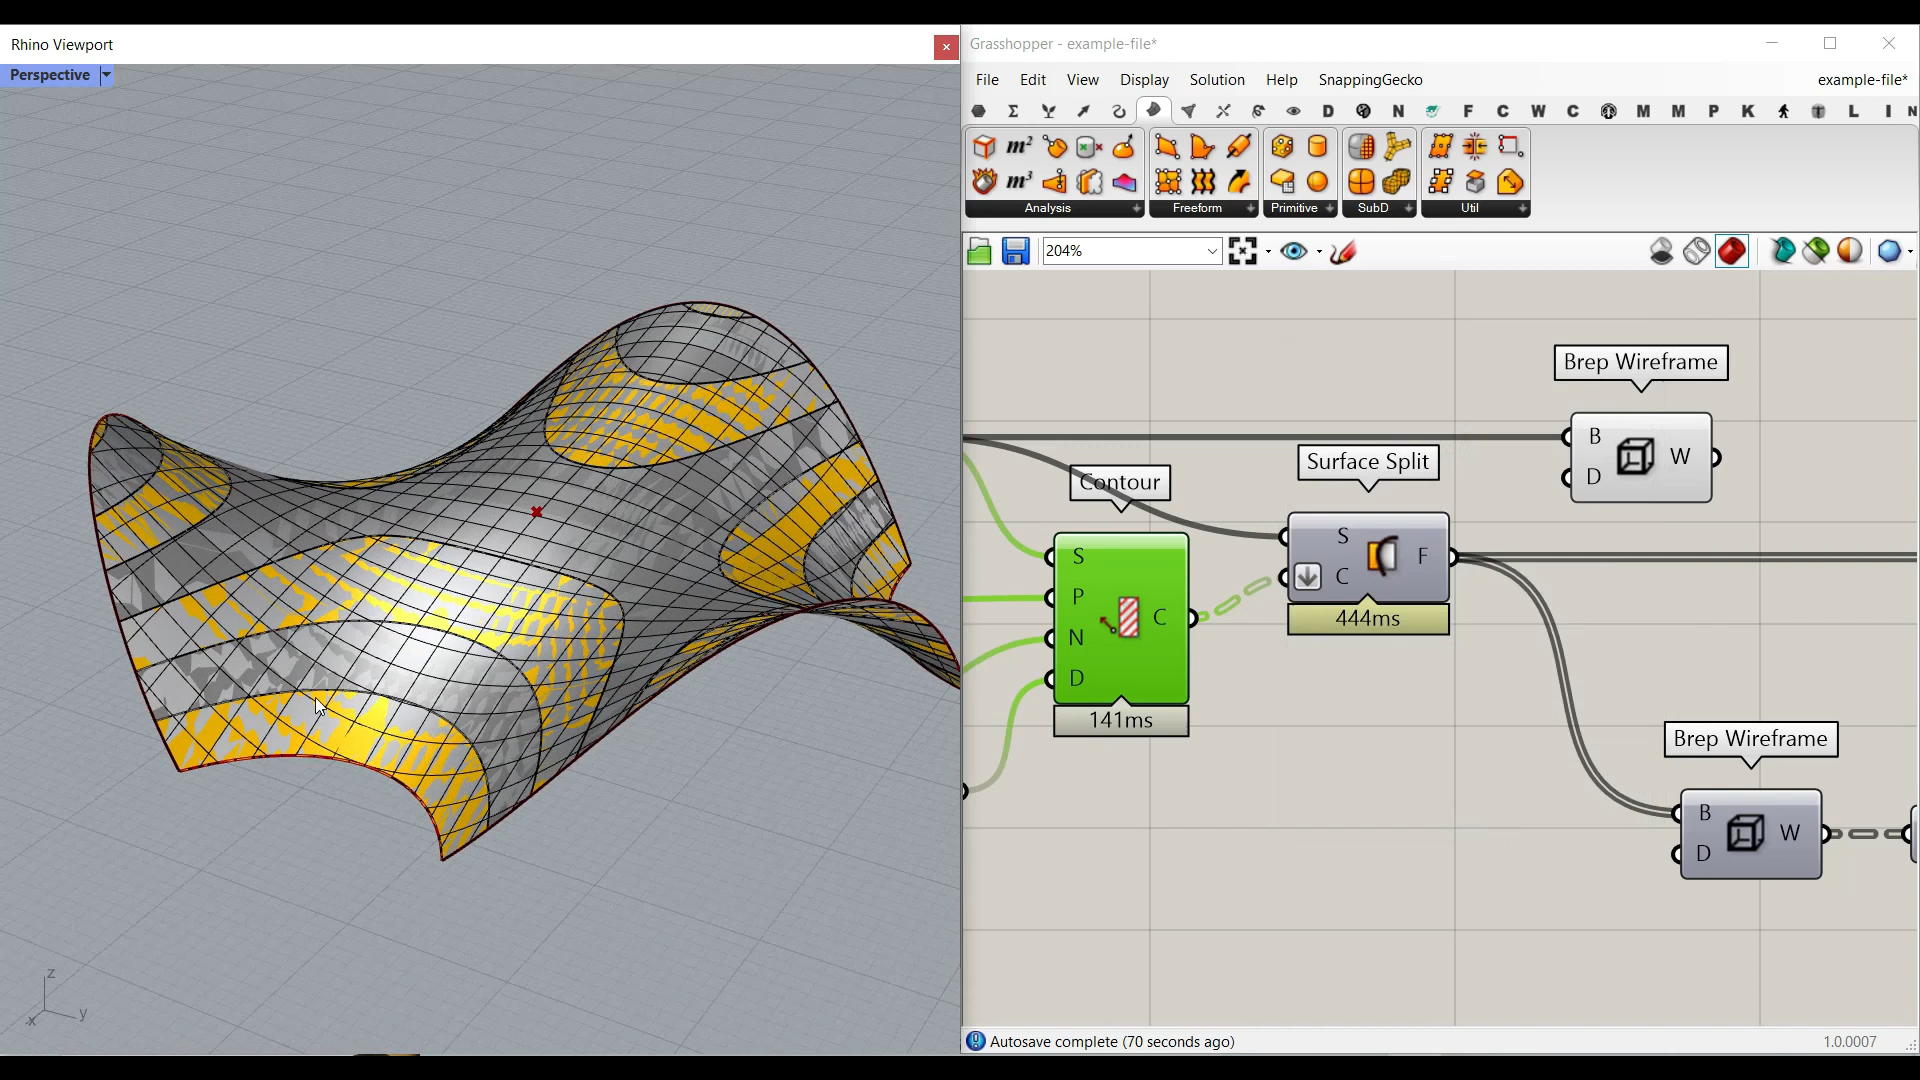 Rhino Viewport
Perspective
z
y
x
Grasshopper - example-file*
File Edit View Display Solution Help SnappingGecko example-file*
D N F C W C M M P K L I N
m²
m³
Analysis Freeform Primitive SubD Util
204%
Brep Wireframe
B
D
W
Surface Split
S
C
F
444ms
Contour
S
P
N
D
C
141ms
Brep Wireframe
B
D
W
Autosave complete (70 seconds ago)
1.0.0007